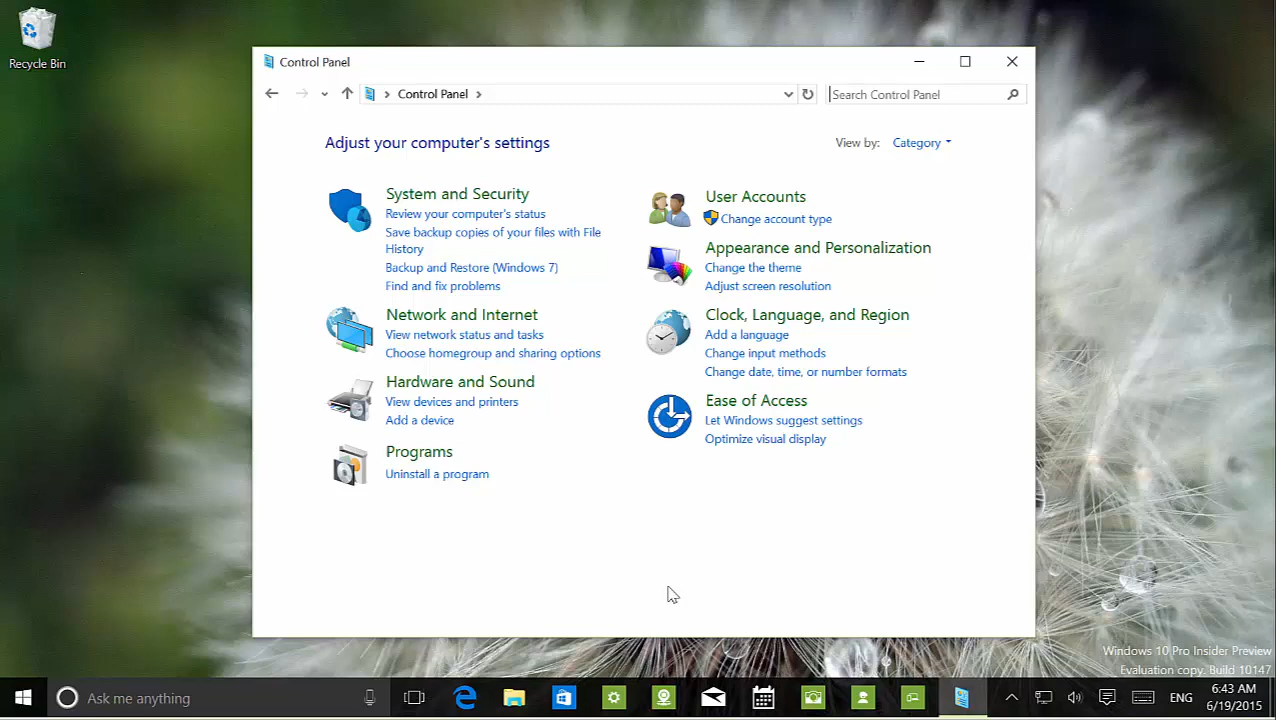 Recycle Bin
Control Panel
Control Panel
Search Control Panel
Adjust your computer's settings
View by: Category
System and Security
Review your computer's status
Save backup copies of your files with File
History
Backup and Restore (Windows 7)
Find and fix problems
Network and Internet
View network status and tasks
Choose homegroup and sharing options
Hardware and Sound
View devices and printers
Add a device
Programs
Uninstall a program
User Accounts
Change account type
Appearance and Personalization
Change the theme
Adjust screen resolution
Clock, Language, and Region
Add a language
Change input methods
Change date, time, or number formats
Ease of Access
Let Windows suggest settings
Optimize visual display
Windows 10 Pro Insider Preview
Evaluation copy. Build 10147
Ask me anything
ENG
6:43 AM
6/19/2015